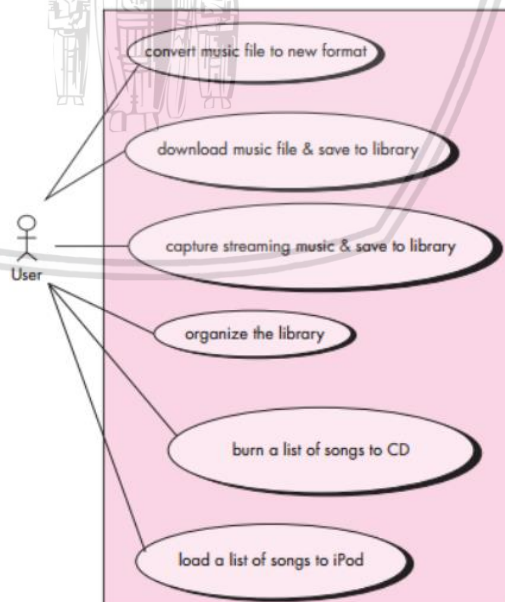 convert music file to new format
download music file & save to library
capture streaming music & save to library
User
organize the library
burn a list of songs to CD
load a list of songs to iPod